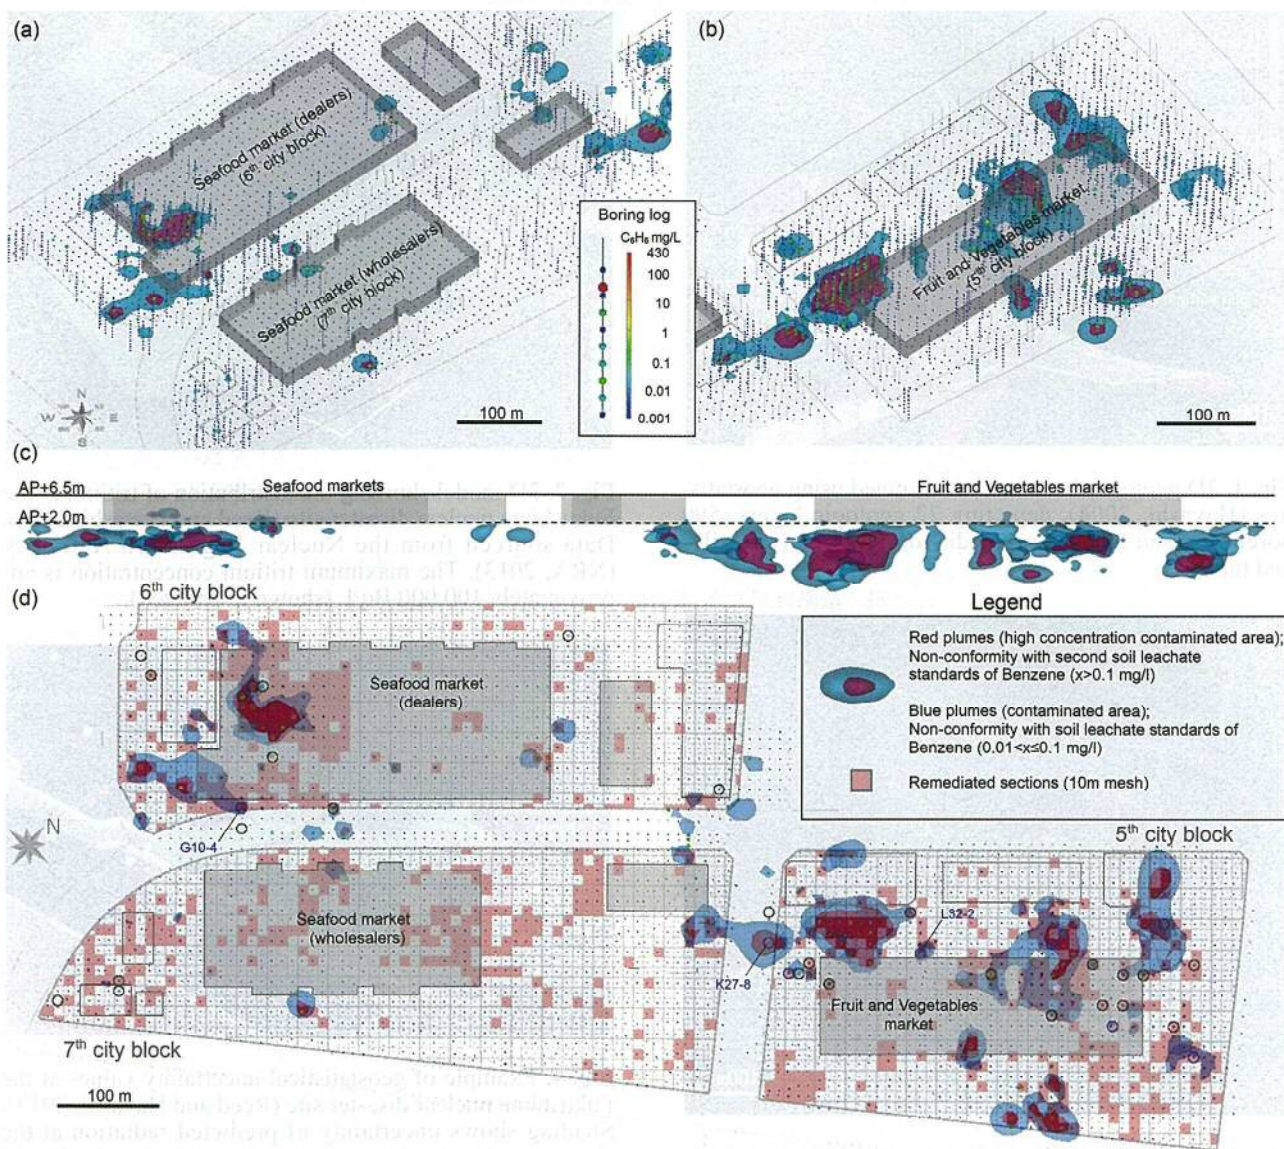 (a)
Seafood market (dealers)
(6th city block)
Seafood market (wholesalers)
(7th city block)
N
W E
S
100 m
(b)
Fruit and Vegetables market
(5th city block)
100 m
Boring log
C6H6 mg/L
430
100
10
1
0.1
0.01
0.001
(c)
AP+6.5m
Seafood markets
Fruit and Vegetables market
AP+2.0m
(d)
6th city block
Seafood market
(dealers)
G10-4
N
Seafood market
(wholesalers)
7th city block
100 m
Legend
Red plumes (high concentration contaminated area);
Non-conformity with second soil leachate
standards of Benzene (x>0.1 mg/l)
Blue plumes (contaminated area);
Non-conformity with soil leachate standards of
Benzene (0.01<x≤0.1 mg/l)
Remediated sections (10m mesh)
5th city block
L32-2
K27-8
Fruit and Vegetables
market